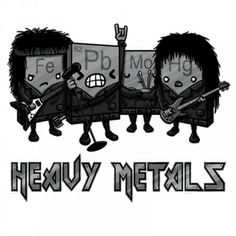 82
Fe Pb Mo Hg
HEAVY METALS